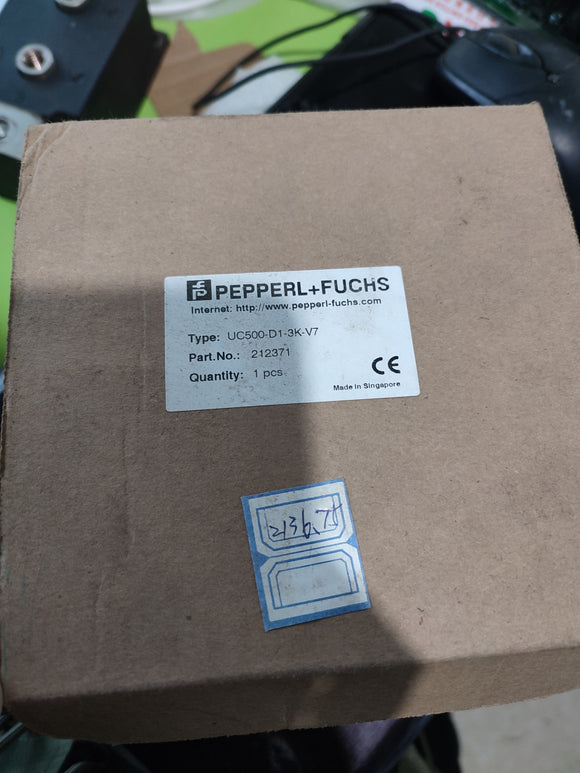 PEPPERL+FUCHS
Internet: http://www.pepperl-fuchs.com
Type: UC500-D1-3K-V7
Part.No.: 212371
Quantity: 1 pcs
CE
Made in Singapore